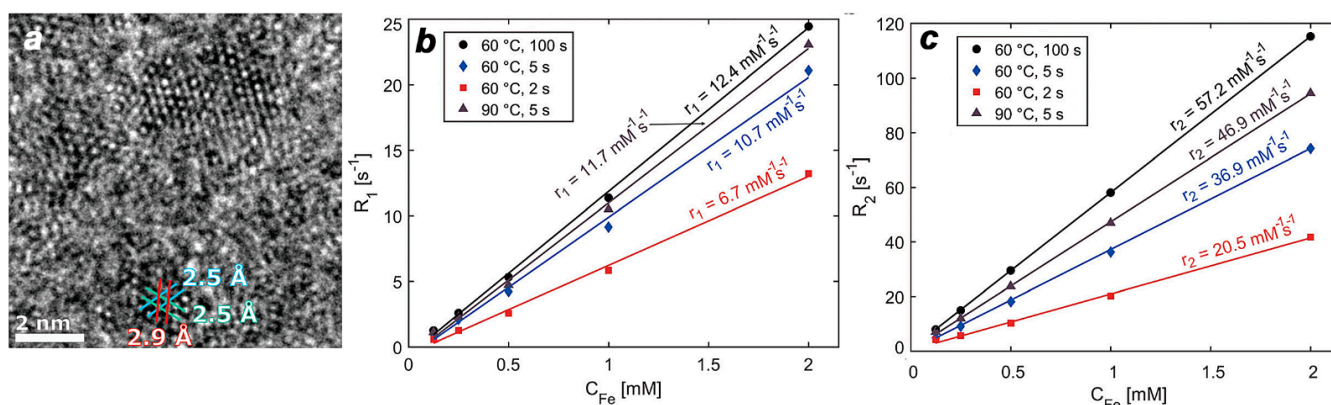 a
2.5 Å
2.5 Å
2.9 Å
2 nm
b
R1 [s-1]
25
20
15
10
5
0
60 °C, 100 s
60 °C, 5 s
60 °C, 2 s
90 °C, 5 s
r1 = 12.4 mM-1s-1
r1 = 11.7 mM-1s-1
r1 = 10.7 mM-1s-1
r1 = 6.7 mM-1s-1
0.5
1
1.5
2
CFe [mM]
c
R2 [s-1]
120
100
80
60
40
20
0
60 °C, 100 s
60 °C, 5 s
60 °C, 2 s
90 °C, 5 s
r2 = 57.2 mM-1s-1
r2 = 46.9 mM-1s-1
r2 = 36.9 mM-1s-1
r2 = 20.5 mM-1s-1
0.5
1
1.5
2
CFe [mM]